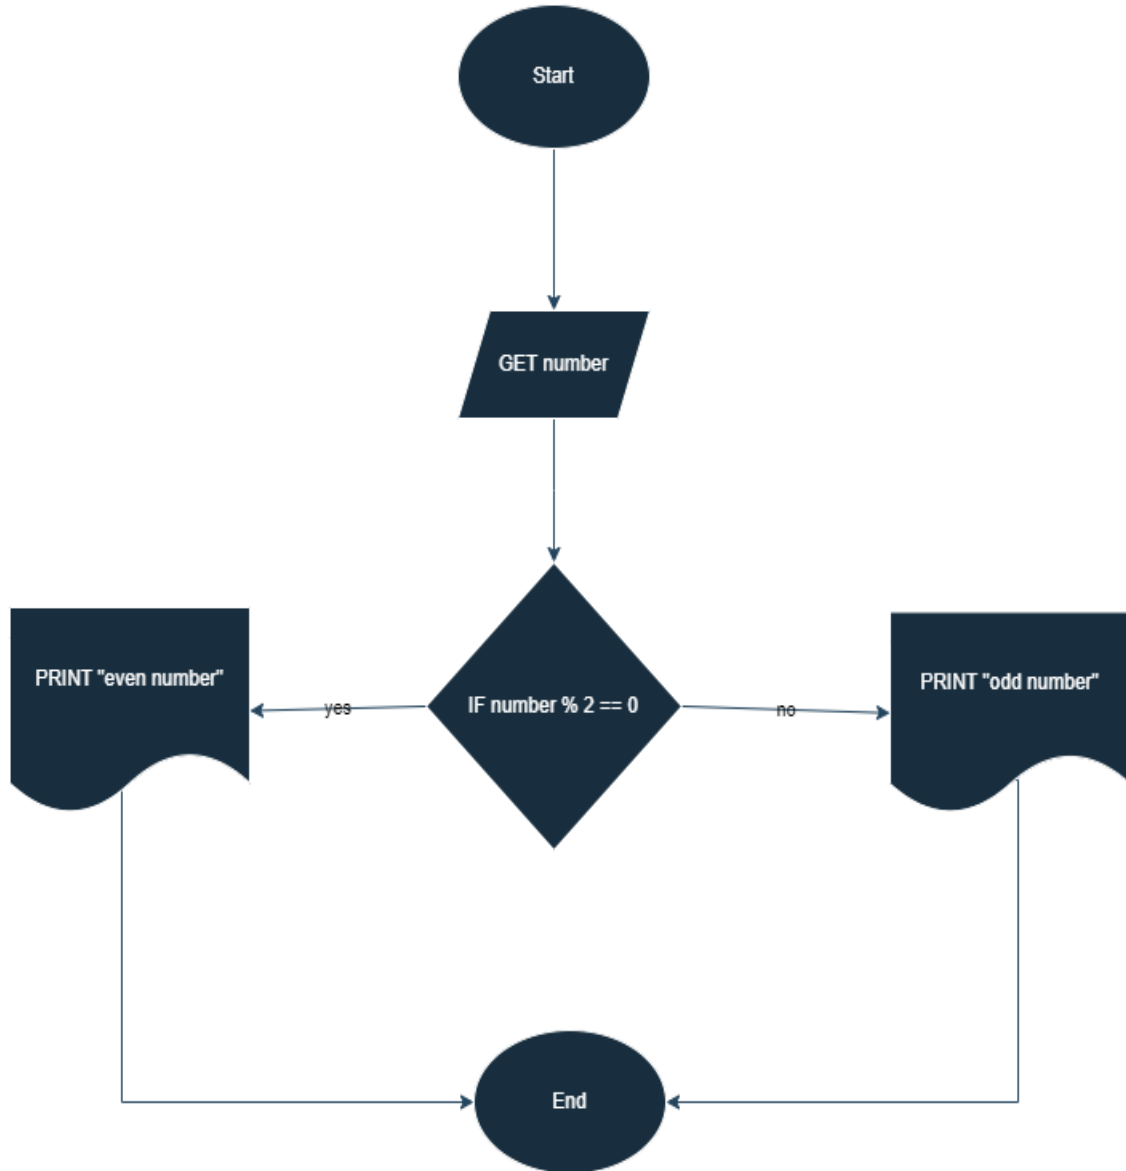 Start
GET number
PRINT "even number"
yes
IF number % 2 == 0
no
PRINT "odd number"
End